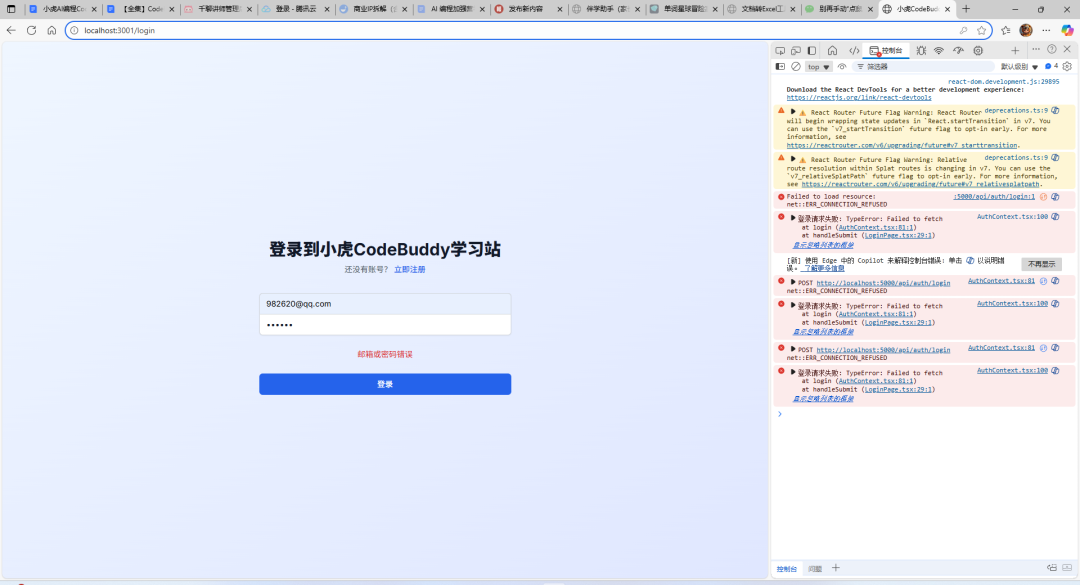 小虎AI编程Co
【全集】Code
千聊讲师管理
登录 - 腾讯云
商业IP拆解
AI 编程加强
发布新内容
伴学助手
单词星球冒险
文档转Excel工
别再手动"点
小虎CodeBud
localhost:3001/login
控制台
top
筛选器
默认级别
4
react-dom.development.js:29895
Download the React DevTools for a better development experience:
https://reactjs.org/link/react-devtools
React Router Future Flag Warning: React Router deprecations.ts:9
will begin wrapping state updates in `React.startTransition` in v7. You
can use the `v7_startTransition` future flag to opt-in early. For more
information, see
https://reactrouter.com/v6/upgrading/future#v7_starttransition.
React Router Future Flag Warning: Relative deprecations.ts:9
route resolution within Splat routes is changing in v7. You can use the
`v7_relativeSplatPath` future flag to opt-in early. For more information,
see https://reactrouter.com/v6/upgrading/future#v7_relativesplatpath.
Failed to load resource: :5000/api/auth/login:1
net::ERR_CONNECTION_REFUSED
登录请求失败: TypeError: Failed to fetch AuthContext.tsx:100
at login (AuthContext.tsx:81:1)
at handleSubmit (LoginPage.tsx:29:1)
显示忽略列表的框架
[新] 使用 Edge 中的 Copilot 来解释控制台错误: 单击 以说明错
误。 了解更多信息
不再显示
POST http://localhost:5000/api/auth/login AuthContext.tsx:81
net::ERR_CONNECTION_REFUSED
登录请求失败: TypeError: Failed to fetch AuthContext.tsx:100
at login (AuthContext.tsx:81:1)
at handleSubmit (LoginPage.tsx:29:1)
显示忽略列表的框架
POST http://localhost:5000/api/auth/login AuthContext.tsx:81
net::ERR_CONNECTION_REFUSED
登录请求失败: TypeError: Failed to fetch AuthContext.tsx:100
at login (AuthContext.tsx:81:1)
at handleSubmit (LoginPage.tsx:29:1)
显示忽略列表的框架
登录到小虎CodeBuddy学习站
还没有账号？ 立即注册
982620@qq.com
••••••
邮箱或密码错误
登录
控制台
问题